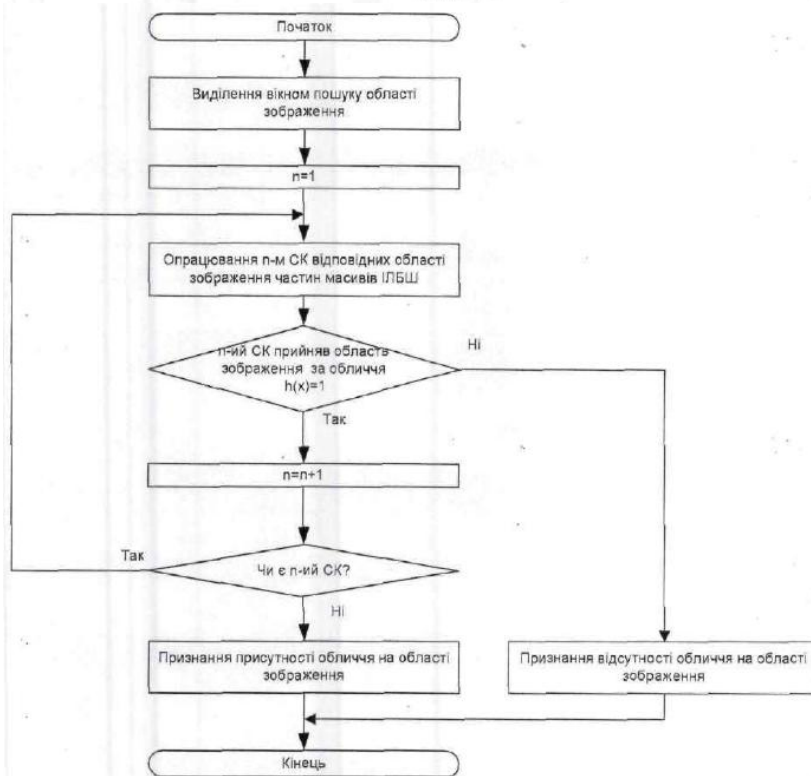 Початок
Виділення вікном пошуку області
зображення
n=1
Опрацювання n-м СК відповідних області
зображення частин масивів ІЛБШ
n-ий СК прийняв область
зображення за обличчя
h(x)=1
Ні
Так
n=n+1
Так
Чи є n-ий СК?
Ні
Признання присутності обличчя на області
зображення
Признання відсутності обличчя на області
зображення
Кінець